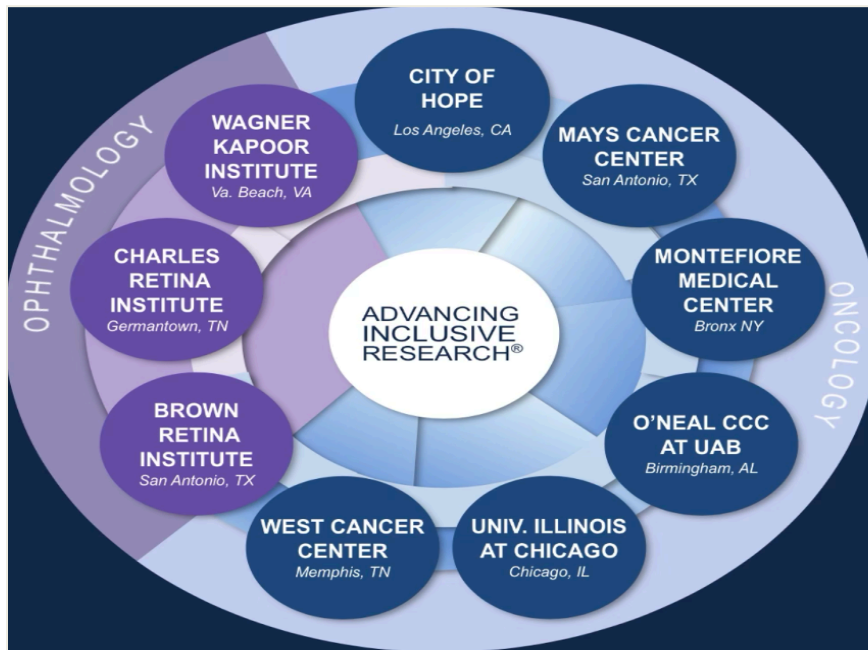 OPHTHALMOLOGY
ONCOLOGY
CITY OF
HOPE
Los Angeles, CA
MAYS CANCER
CENTER
San Antonio, TX
MONTEFIORE
MEDICAL
CENTER
Bronx NY
O'NEAL CCC
AT UAB
Birmingham, AL
UNIV. ILLINOIS
AT CHICAGO
Chicago, IL
WEST CANCER
CENTER
Memphis, TN
BROWN
RETINA
INSTITUTE
San Antonio, TX
CHARLES
RETINA
INSTITUTE
Germantown, TN
WAGNER
KAPOOR
INSTITUTE
Va. Beach, VA
ADVANCING
INCLUSIVE
RESEARCH®